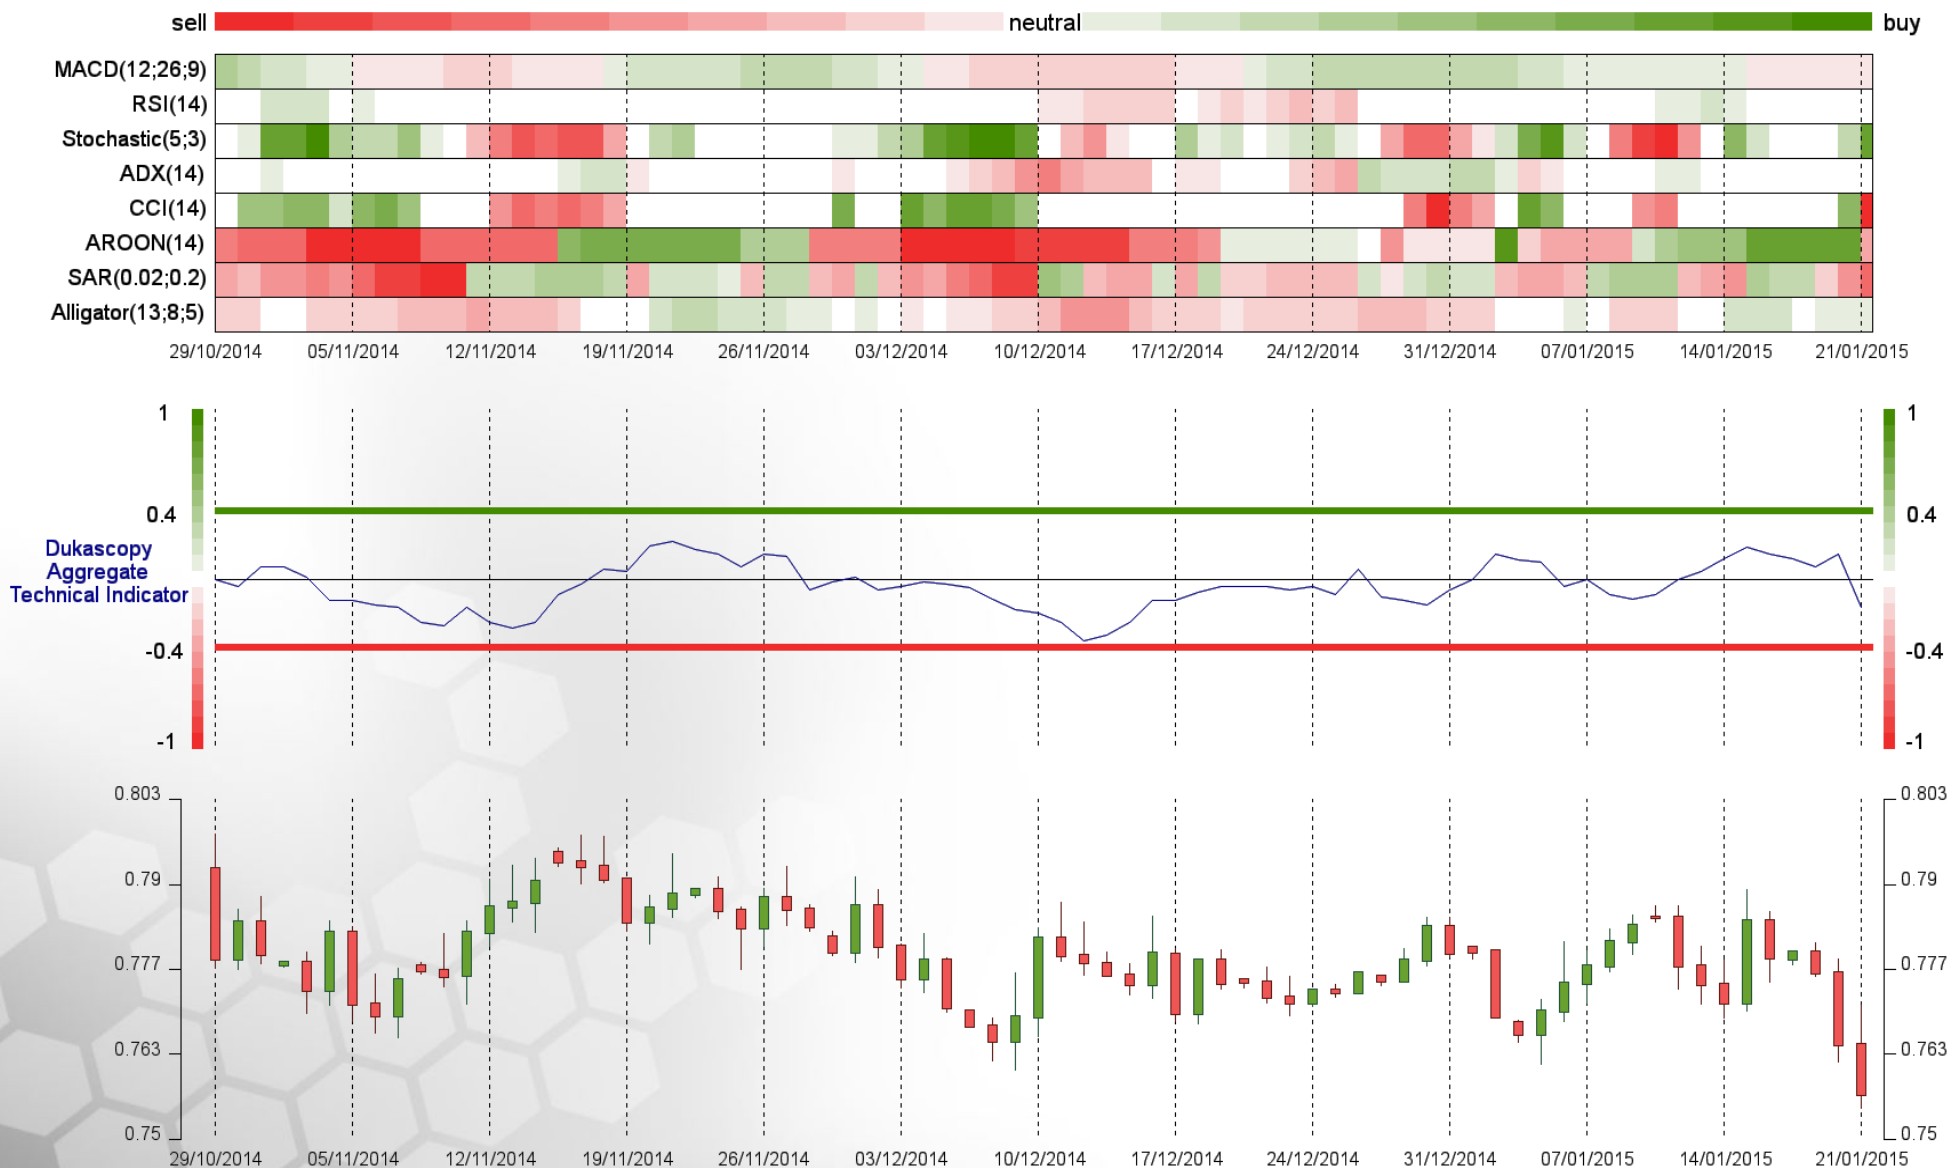 sell neutral buy
MACD(12;26;9)
RSI(14)
Stochastic(5;3)
ADX(14)
CCI(14)
AROON(14)
SAR(0.02;0.2)
Alligator(13;8;5)
29/10/2014 05/11/2014 12/11/2014 19/11/2014 26/11/2014 03/12/2014 10/12/2014 17/12/2014 24/12/2014 31/12/2014 07/01/2015 14/01/2015 21/01/2015
1 1
0.4 0.4
Dukascopy
Aggregate
Technical Indicator
-0.4 -0.4
-1 -1
0.803 0.803
0.79 0.79
0.777 0.777
0.763 0.763
0.75 0.75
29/10/2014 05/11/2014 12/11/2014 19/11/2014 26/11/2014 03/12/2014 10/12/2014 17/12/2014 24/12/2014 31/12/2014 07/01/2015 14/01/2015 21/01/2015